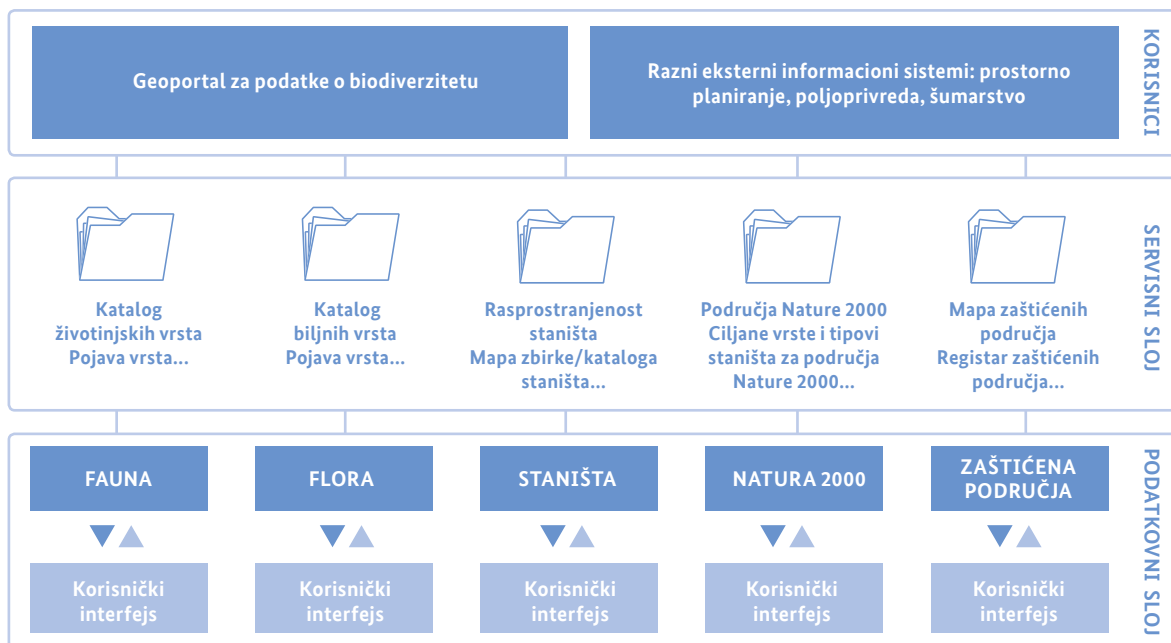 Geoportal za podatke o biodiverzitetu
Razni eksterni informacioni sistemi: prostorno
planiranje, poljoprivreda, šumarstvo
KORISNICI
Katalog
životinjskih vrsta
Pojava vrsta...
Katalog
biljnih vrsta
Pojava vrsta...
Rasprostranjenost
staništa
Mapa zbirke/kataloga
staništa...
Područja Nature 2000
Ciljane vrste i tipovi
staništa za područja
Nature 2000...
Mapa zaštićenih
područja
Registar zaštićenih
područja...
SERVISNI SLOJ
FAUNA
FLORA
STANIŠTA
NATURA 2000
ZAŠTIĆENA
PODRUČJA
Korisnički
interfejs
Korisnički
interfejs
Korisnički
interfejs
Korisnički
interfejs
Korisnički
interfejs
PODATKOVNI SLOJ